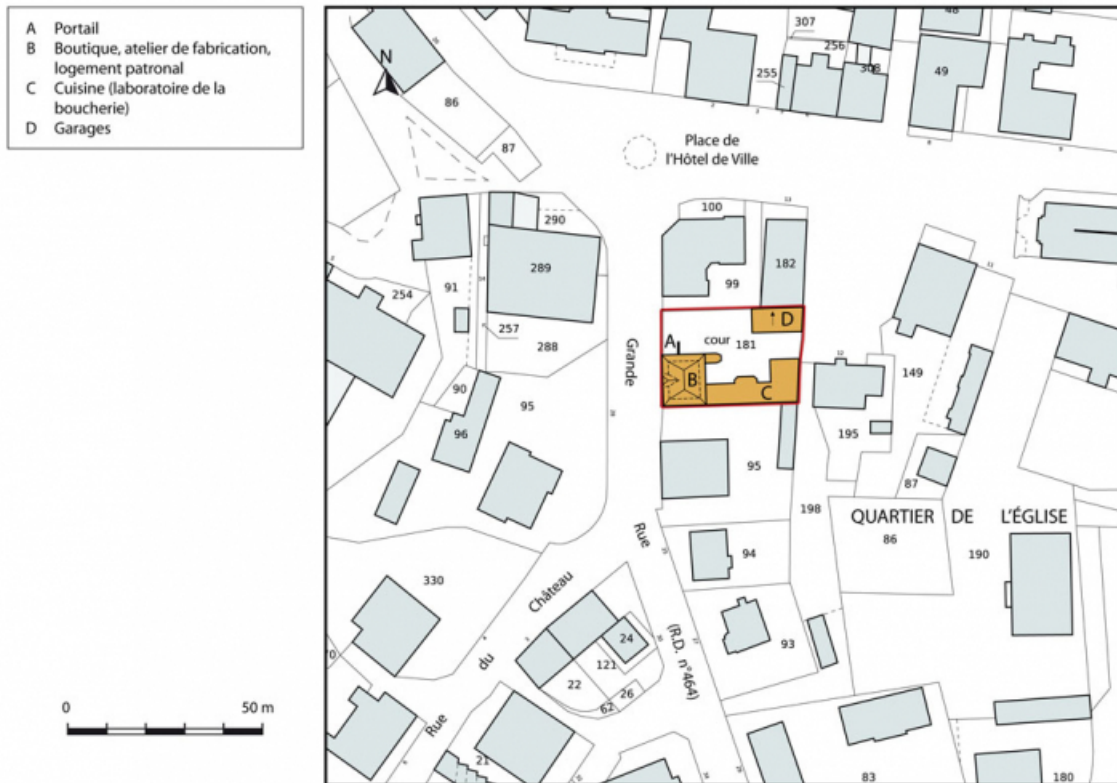 A Portail
B Boutique, atelier de fabrication,
logement patronal
C Cuisine (laboratoire de la
boucherie)
D Garages
N
0 50 m
307
48
256
308
255
49
86
87
Place de
l'Hôtel de Ville
100
290
182
289
99
91
254
257
288
Grande
A
cour
D
181
B
C
149
90
95
96
195
95
87
198
QUARTIER DE L'ÉGLISE
86
190
Rue
94
330
Château
(R.D. n°464)
24
93
121
22
26
62
du
Rue
21
83
180